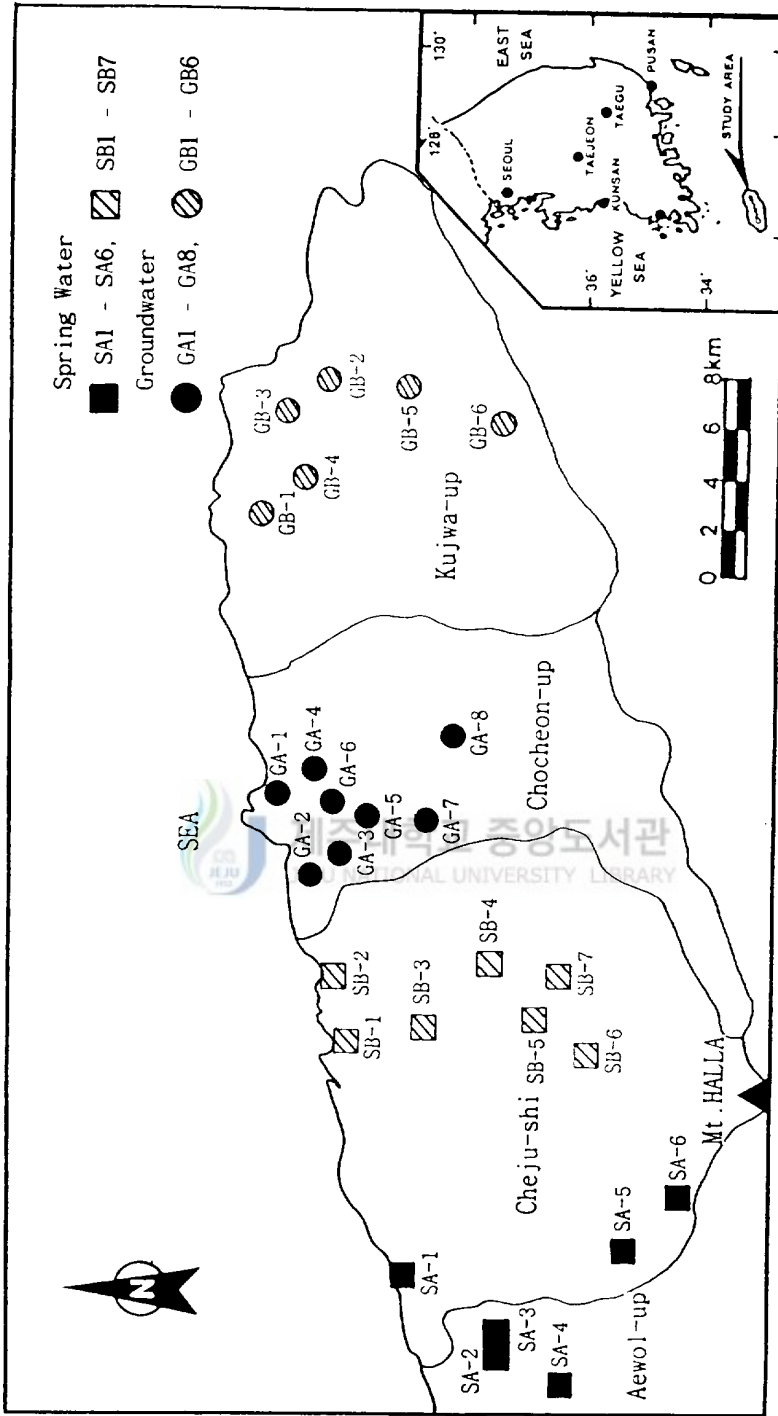 Spring Water
SA1 - SA6, SB1 - SB7
Groundwater
GA1 - GA8, GB1 - GB6
N
SEA
SA-1
SA-2
SA-3
SA-4
SA-5
SA-6
Aewol-up
SB-1
SB-2
SB-3
SB-4
SB-5
SB-6
SB-7
Cheju-shi
Mt.HALLA
GA-1
GA-2
GA-3
GA-4
GA-5
GA-6
GA-7
GA-8
Chocheon-up
GB-1
GB-2
GB-3
GB-4
GB-5
GB-6
Kujwa-up
0 2 4 6 8km
128° 130°
36°
34°
SEOUL
EAST
SEA
TAEJEON
TAEGU
KUNSAN
PUSAN
YELLOW
SEA
STUDY AREA
제주대학교 중앙도서관
JEJU NATIONAL UNIVERSITY LIBRARY
JEJU
1952